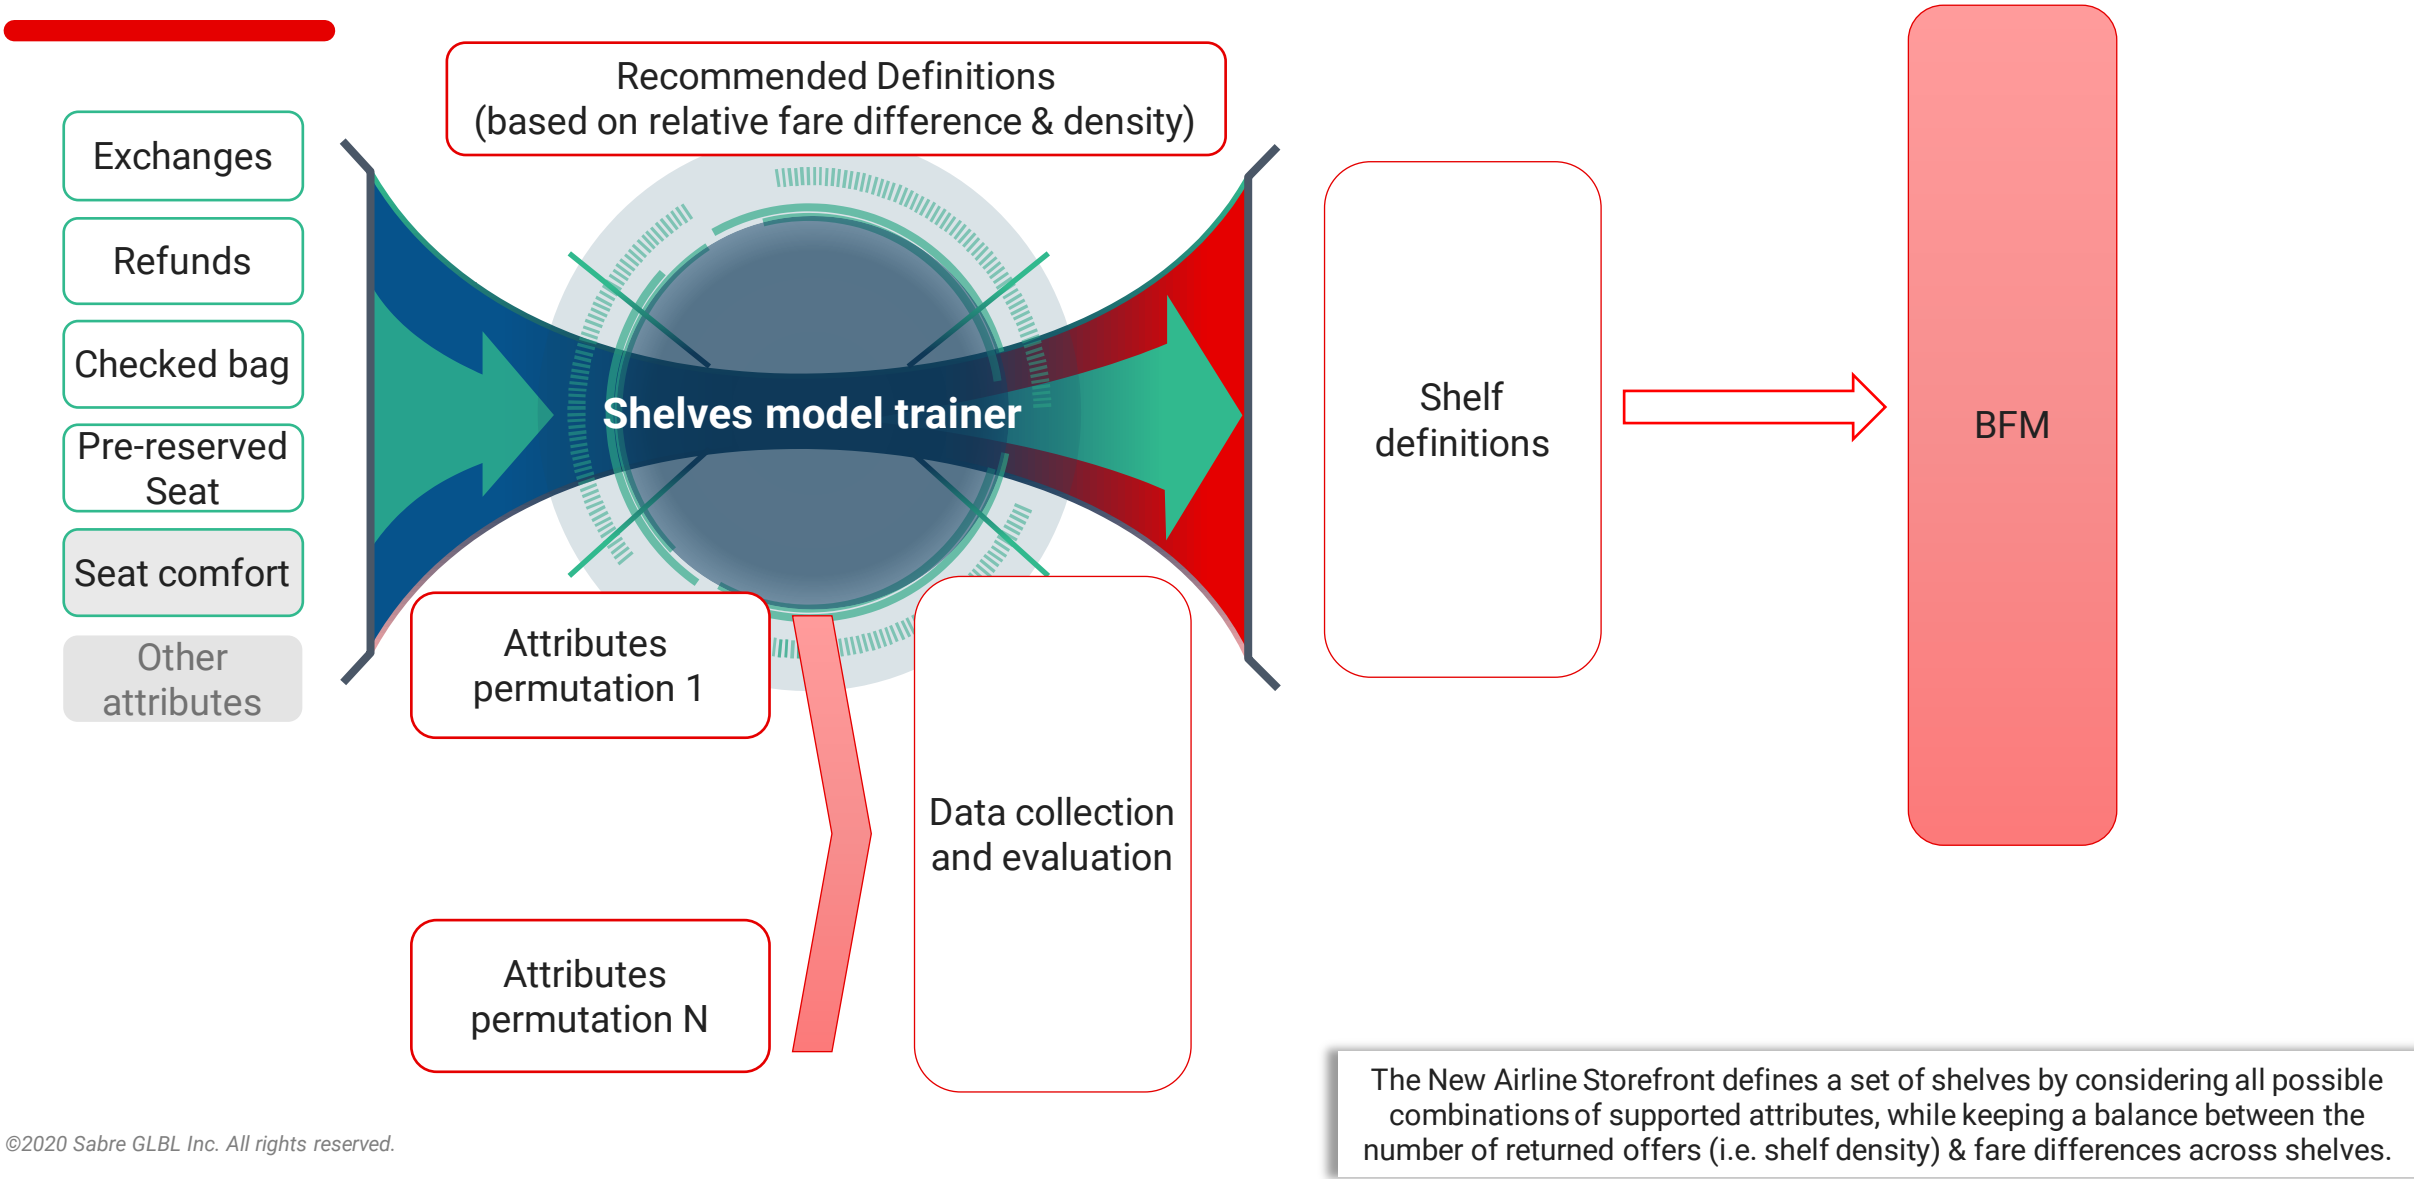 Recommended Definitions
(based on relative fare difference & density)
Exchanges
Refunds
Checked bag
Pre-reserved
Seat
Seat comfort
Other
attributes
Shelves model trainer
Attributes
permutation 1
Attributes
permutation N
Data collection
and evaluation
Shelf
definitions
BFM
The New Airline Storefront defines a set of shelves by considering all possible
combinations of supported attributes, while keeping a balance between the
number of returned offers (i.e. shelf density) & fare differences across shelves.
©2020 Sabre GLBL Inc. All rights reserved.